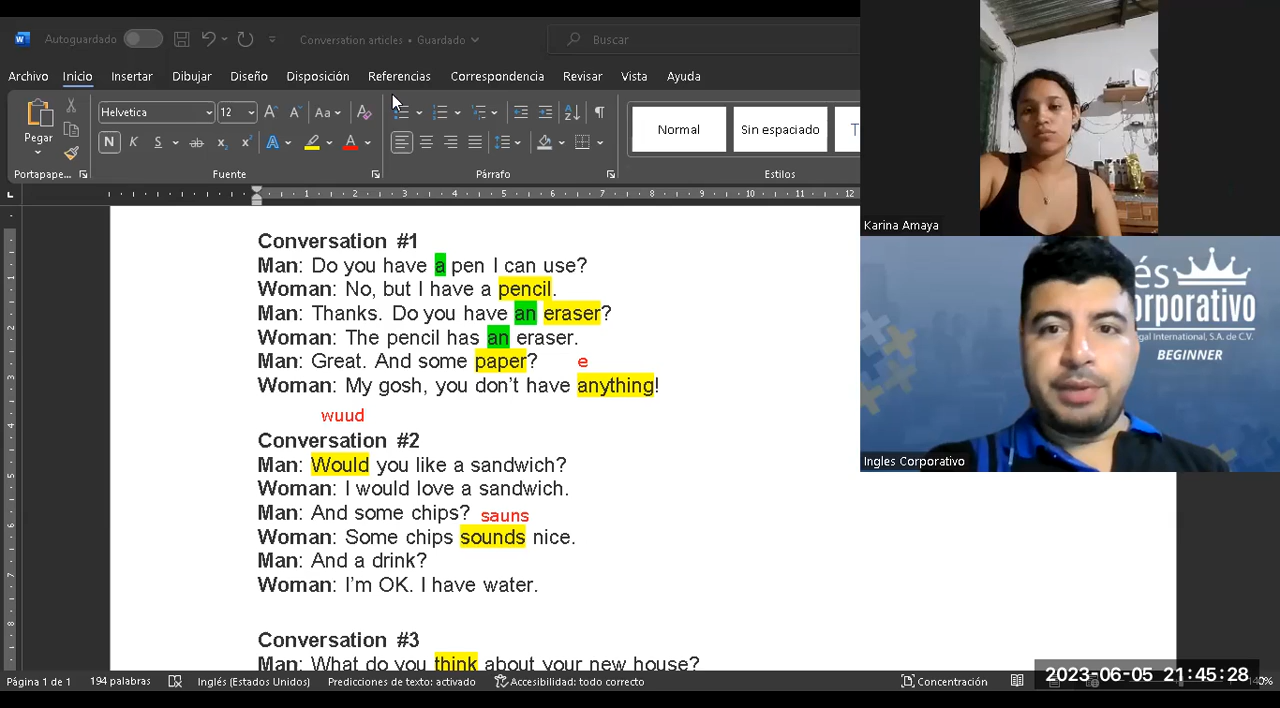 Autoguardado
Conversation articles • Guardado
Buscar
Archivo Inicio Insertar Dibujar Diseño Disposición Referencias Correspondencia Revisar Vista Ayuda
Pegar
Helvetica 12
Normal
Sin espaciado
Portapape... Fuente Párrafo Estilos
Conversation #1
Man: Do you have a pen I can use?
Woman: No, but I have a pencil.
Man: Thanks. Do you have an eraser?
Woman: The pencil has an eraser.
Man: Great. And some paper?
e
Woman: My gosh, you don't have anything!
wuud
Conversation #2
Man: Would you like a sandwich?
Woman: I would love a sandwich.
Man: And some chips?
sauns
Woman: Some chips sounds nice.
Man: And a drink?
Woman: I'm OK. I have water.
Conversation #3
Man: What do you think about your new house?
Página 1 de 1 194 palabras Inglés (Estados Unidos) Predicciones de texto: activado Accesibilidad: todo correcto Concentración
Karina Amaya
és
orporativo
egal International, S.A. de C.V.
BEGINNER
Ingles Corporativo
2023-06-05 21:45:28